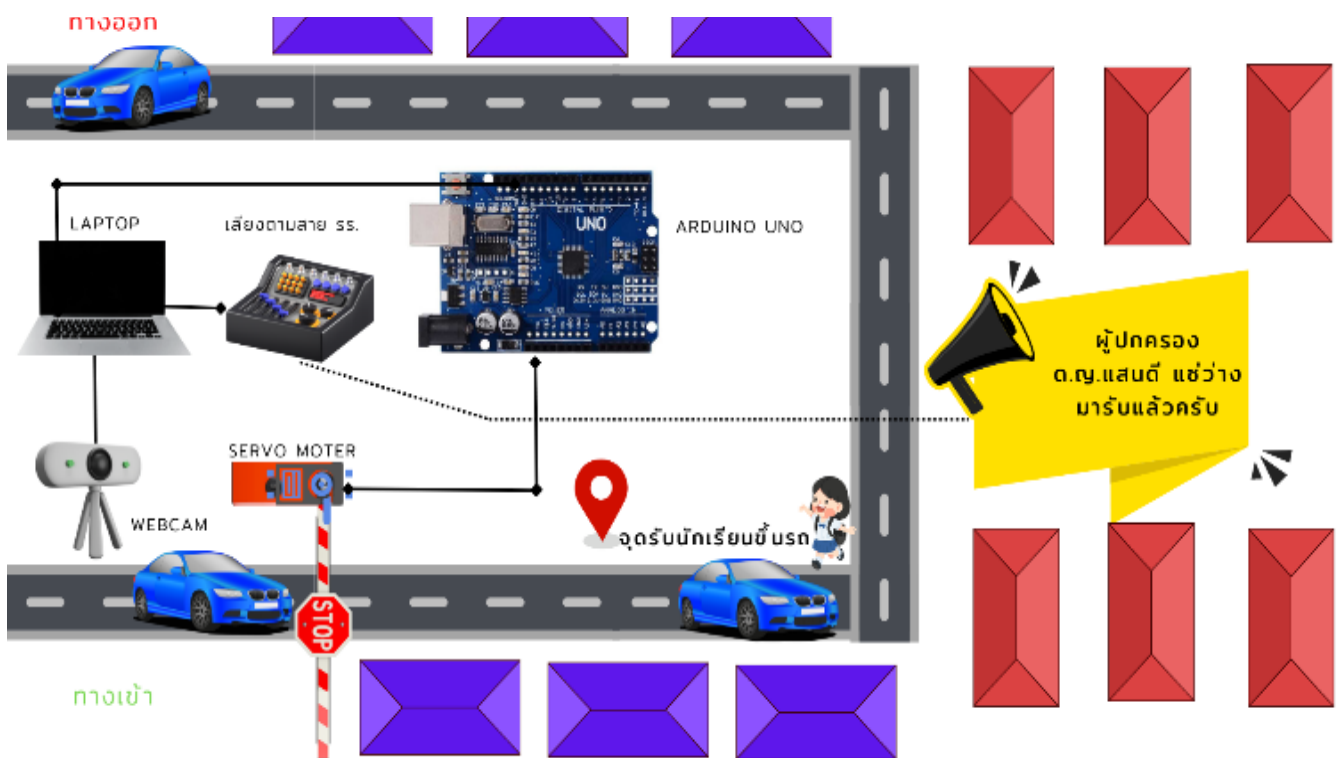 ทางออก
LAPTOP
เสียงตามสาย รร.
UNO
ARDUINO UNO
ผู้ปกครอง
ด.ญ.แสนดี แซ่ว่าง
มารับแล้วครับ
SERVO MOTER
WEBCAM
จุดรับนักเรียนขึ้นรถ
STOP
ทางเข้า